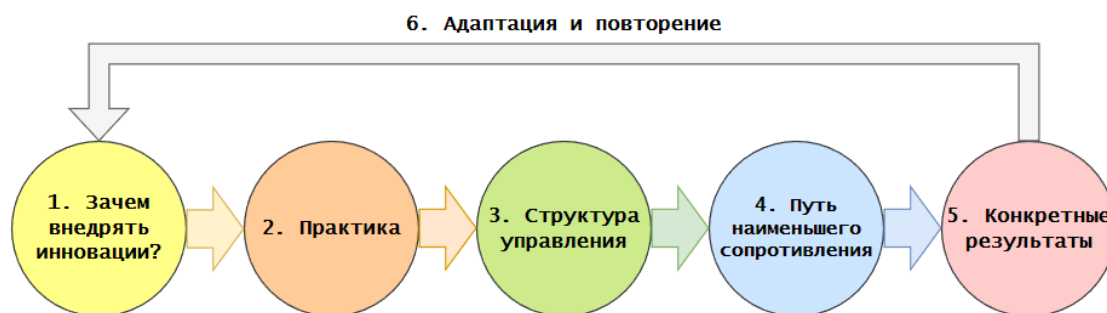 6. Адаптация и повторение
1. Зачем
внедрять
инновации?
2. Практика
3. Структура
управления
4. Путь
наименьшего
сопротивления
5. Конкретные
результаты